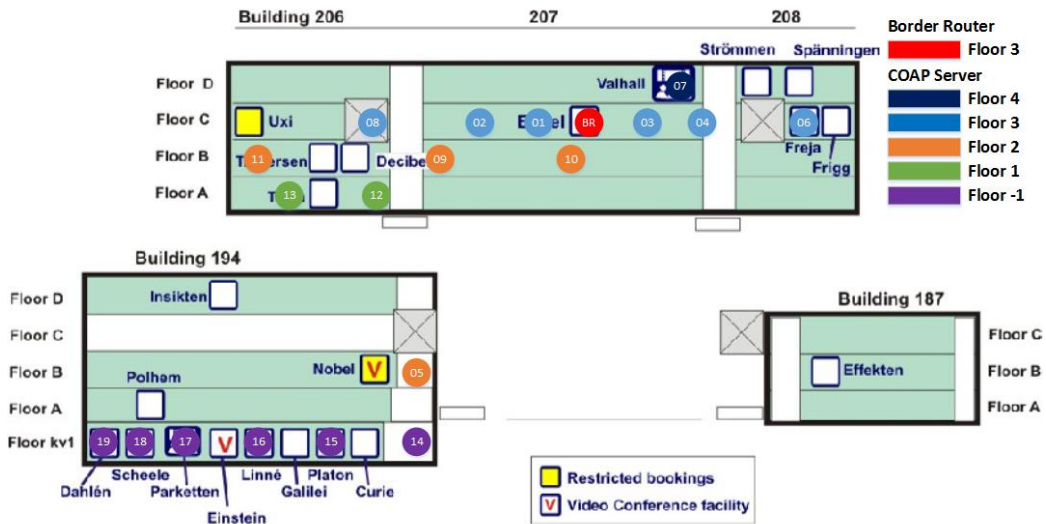 Building 206 207 208
Border Router
Floor 3
COAP Server
Floor 4
Floor 3
Floor 2
Floor 1
Floor -1
Strömmen Spänningen
Floor D Valhall 07
Floor C Uxi 08 02 01 BR 03 04 06
Freja
Frigg
Floor B 11 Decibel 09 10
Floor A 13 12
Building 194
Floor D Insikten
Floor C
Floor B Nobel V 05
Polhem
Floor A
Floor kv1 19 18 17 V 16 15 14
Scheele Linné Platon
Dahlén Parketten Galilei Curie
Einstein
Building 187
Floor C
Effekten Floor B
Floor A
Restricted bookings
V Video Conference facility